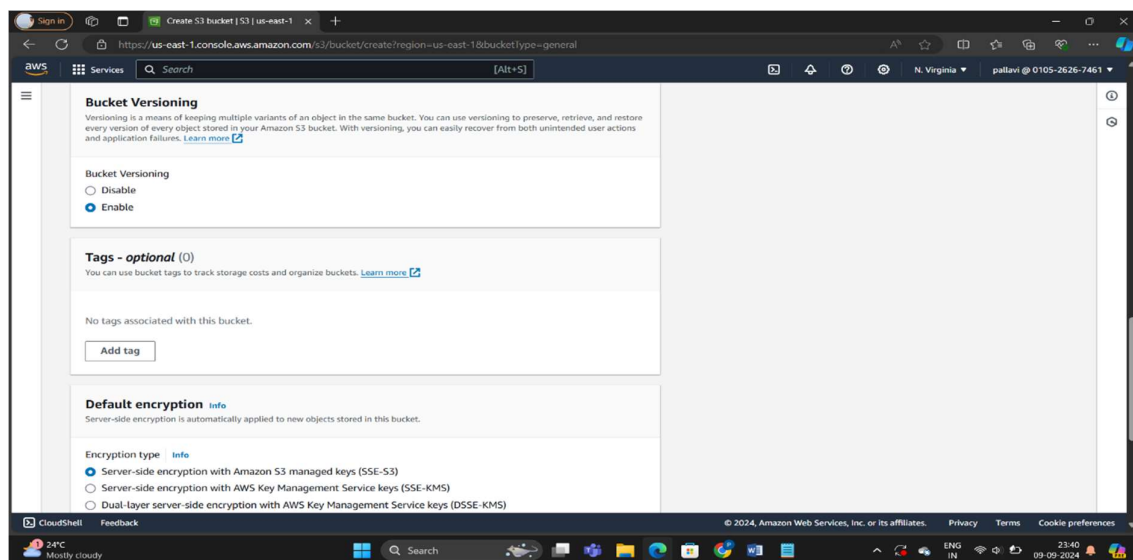 Sign in
Create S3 bucket | S3 | us-east-1
https://us-east-1.console.aws.amazon.com/s3/bucket/create?region=us-east-1&bucketType=general
aws
Services
Search
[Alt+S]
N. Virginia
pallavi @ 0105-2626-7461
Bucket Versioning
Versioning is a means of keeping multiple variants of an object in the same bucket. You can use versioning to preserve, retrieve, and restore
every version of every object stored in your Amazon S3 bucket. With versioning, you can easily recover from both unintended user actions
and application failures. Learn more
Bucket Versioning
Disable
Enable
Tags - optional (0)
You can use bucket tags to track storage costs and organize buckets. Learn more
No tags associated with this bucket.
Add tag
Default encryption Info
Server-side encryption is automatically applied to new objects stored in this bucket.
Encryption type Info
Server-side encryption with Amazon S3 managed keys (SSE-S3)
Server-side encryption with AWS Key Management Service keys (SSE-KMS)
Dual-layer server-side encryption with AWS Key Management Service keys (DSSE-KMS)
CloudShell Feedback
© 2024, Amazon Web Services, Inc. or its affiliates. Privacy Terms Cookie preferences
24°C
Mostly cloudy
Search
ENG
IN
23:40
09-09-2024